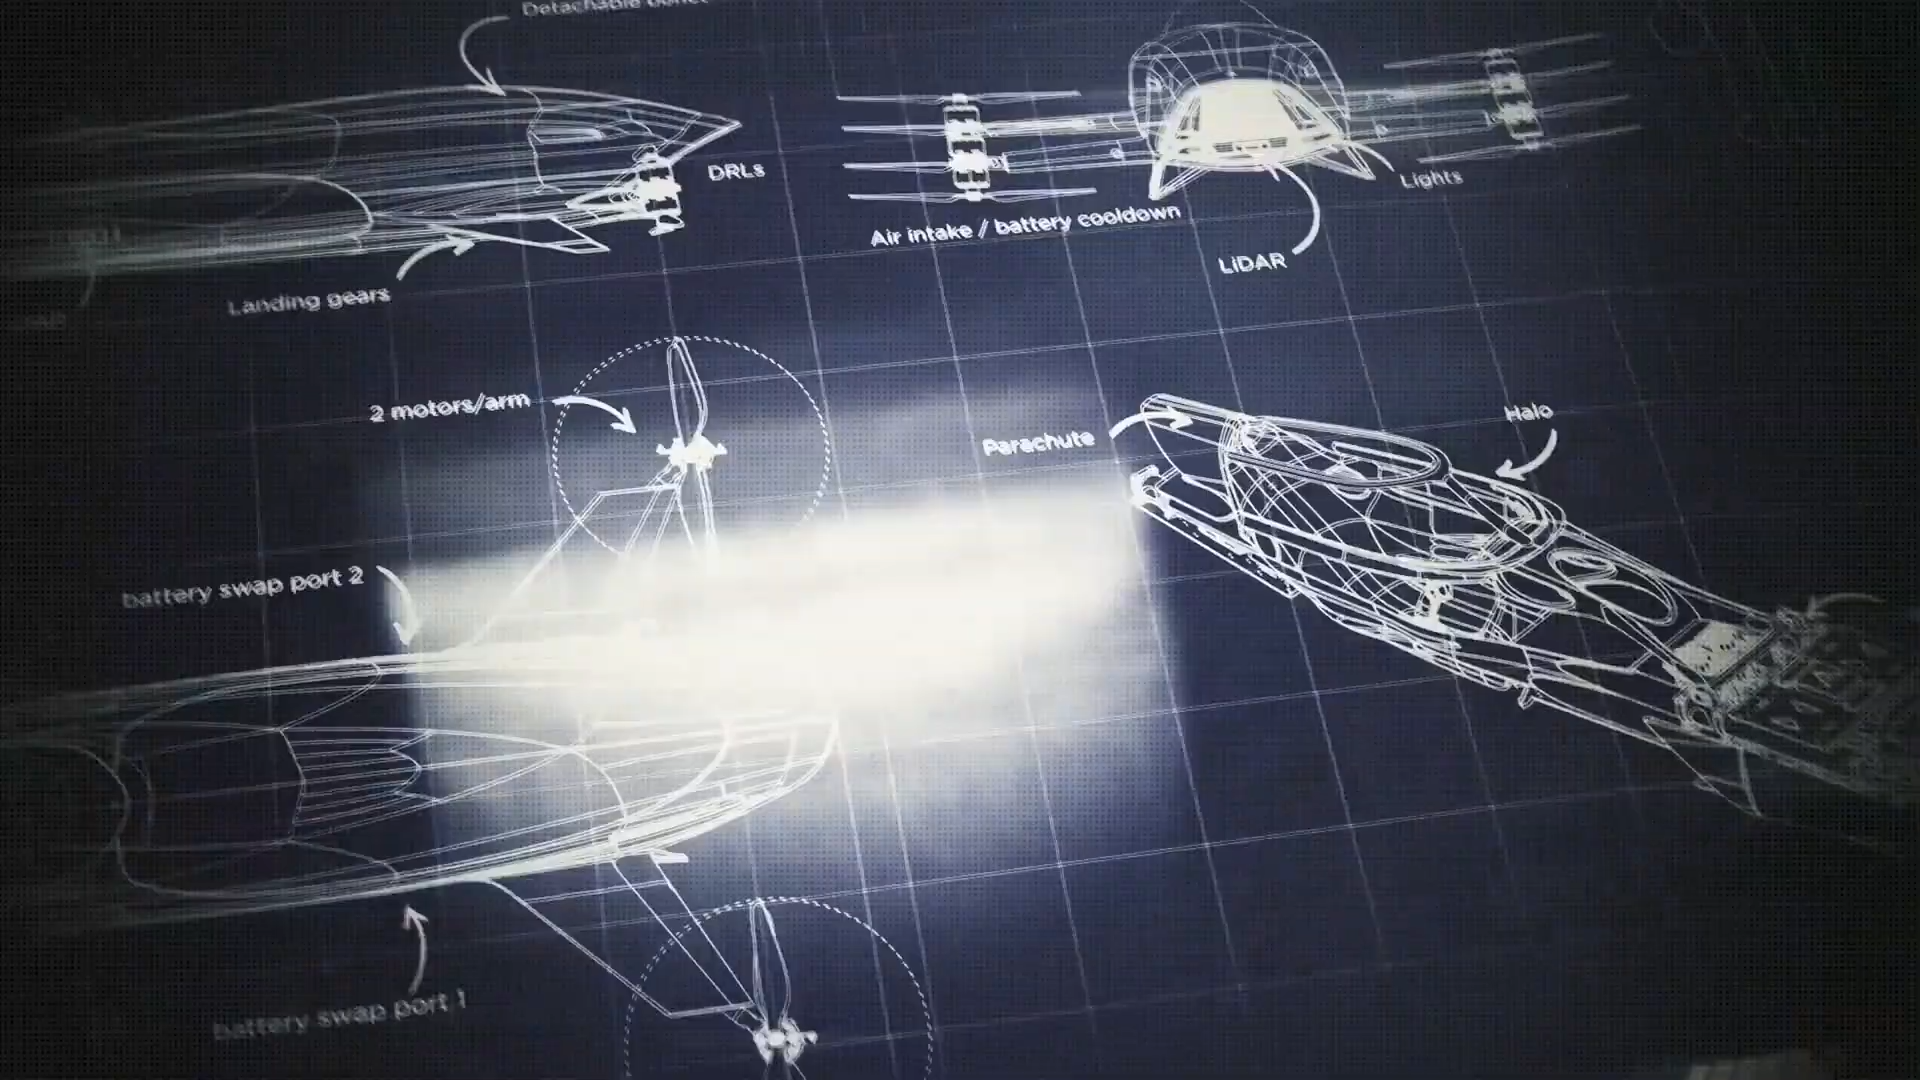 Detachable
DRLs
Lights
Air intake / battery cooldown
LiDAR
Landing gears
2 motors/arm
Parachute
Halo
battery swap port 2
battery swap port 1